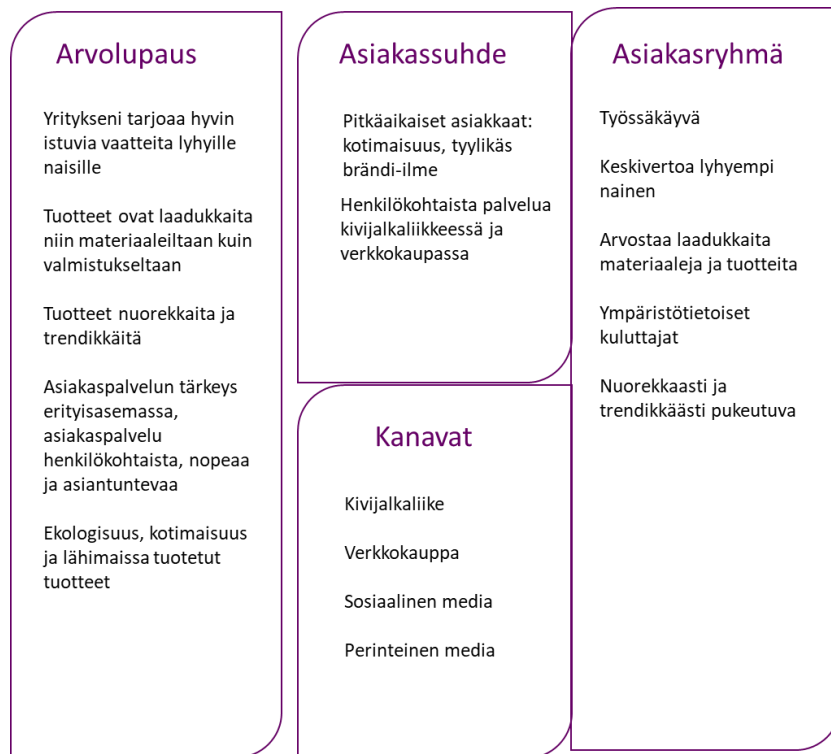 Arvolupaus
Yritykseni tarjoaa hyvin
istuvia vaatteita lyhyille
naisille
Tuotteet ovat laadukkaita
niin materiaaleiltaan kuin
valmistukseltaan
Tuotteet nuorekkaita ja
trendikkäitä
Asiakaspalvelun tärkeys
erityisasemassa,
asiakaspalvelu
henkilökohtaista, nopeaa
ja asiantuntevaa
Ekologisuus, kotimaisuus
ja lähimaissa tuotetut
tuotteet
Asiakassuhde
Pitkäaikaiset asiakkaat:
kotimaisuus, tyylikäs
brändi-ilme
Henkilökohtaista palvelua
kivijalkaliikkeessä ja
verkkokaupassa
Kanavat
Kivijalkaliike
Verkkokauppa
Sosiaalinen media
Perinteinen media
Asiakasryhmä
Työssäkäyvä
Keskivertoa lyhyempi
nainen
Arvostaa laadukkaita
materiaaleja ja tuotteita
Ympäristötietoiset
kuluttajat
Nuorekkaasti ja
trendikkäästi pukeutuva